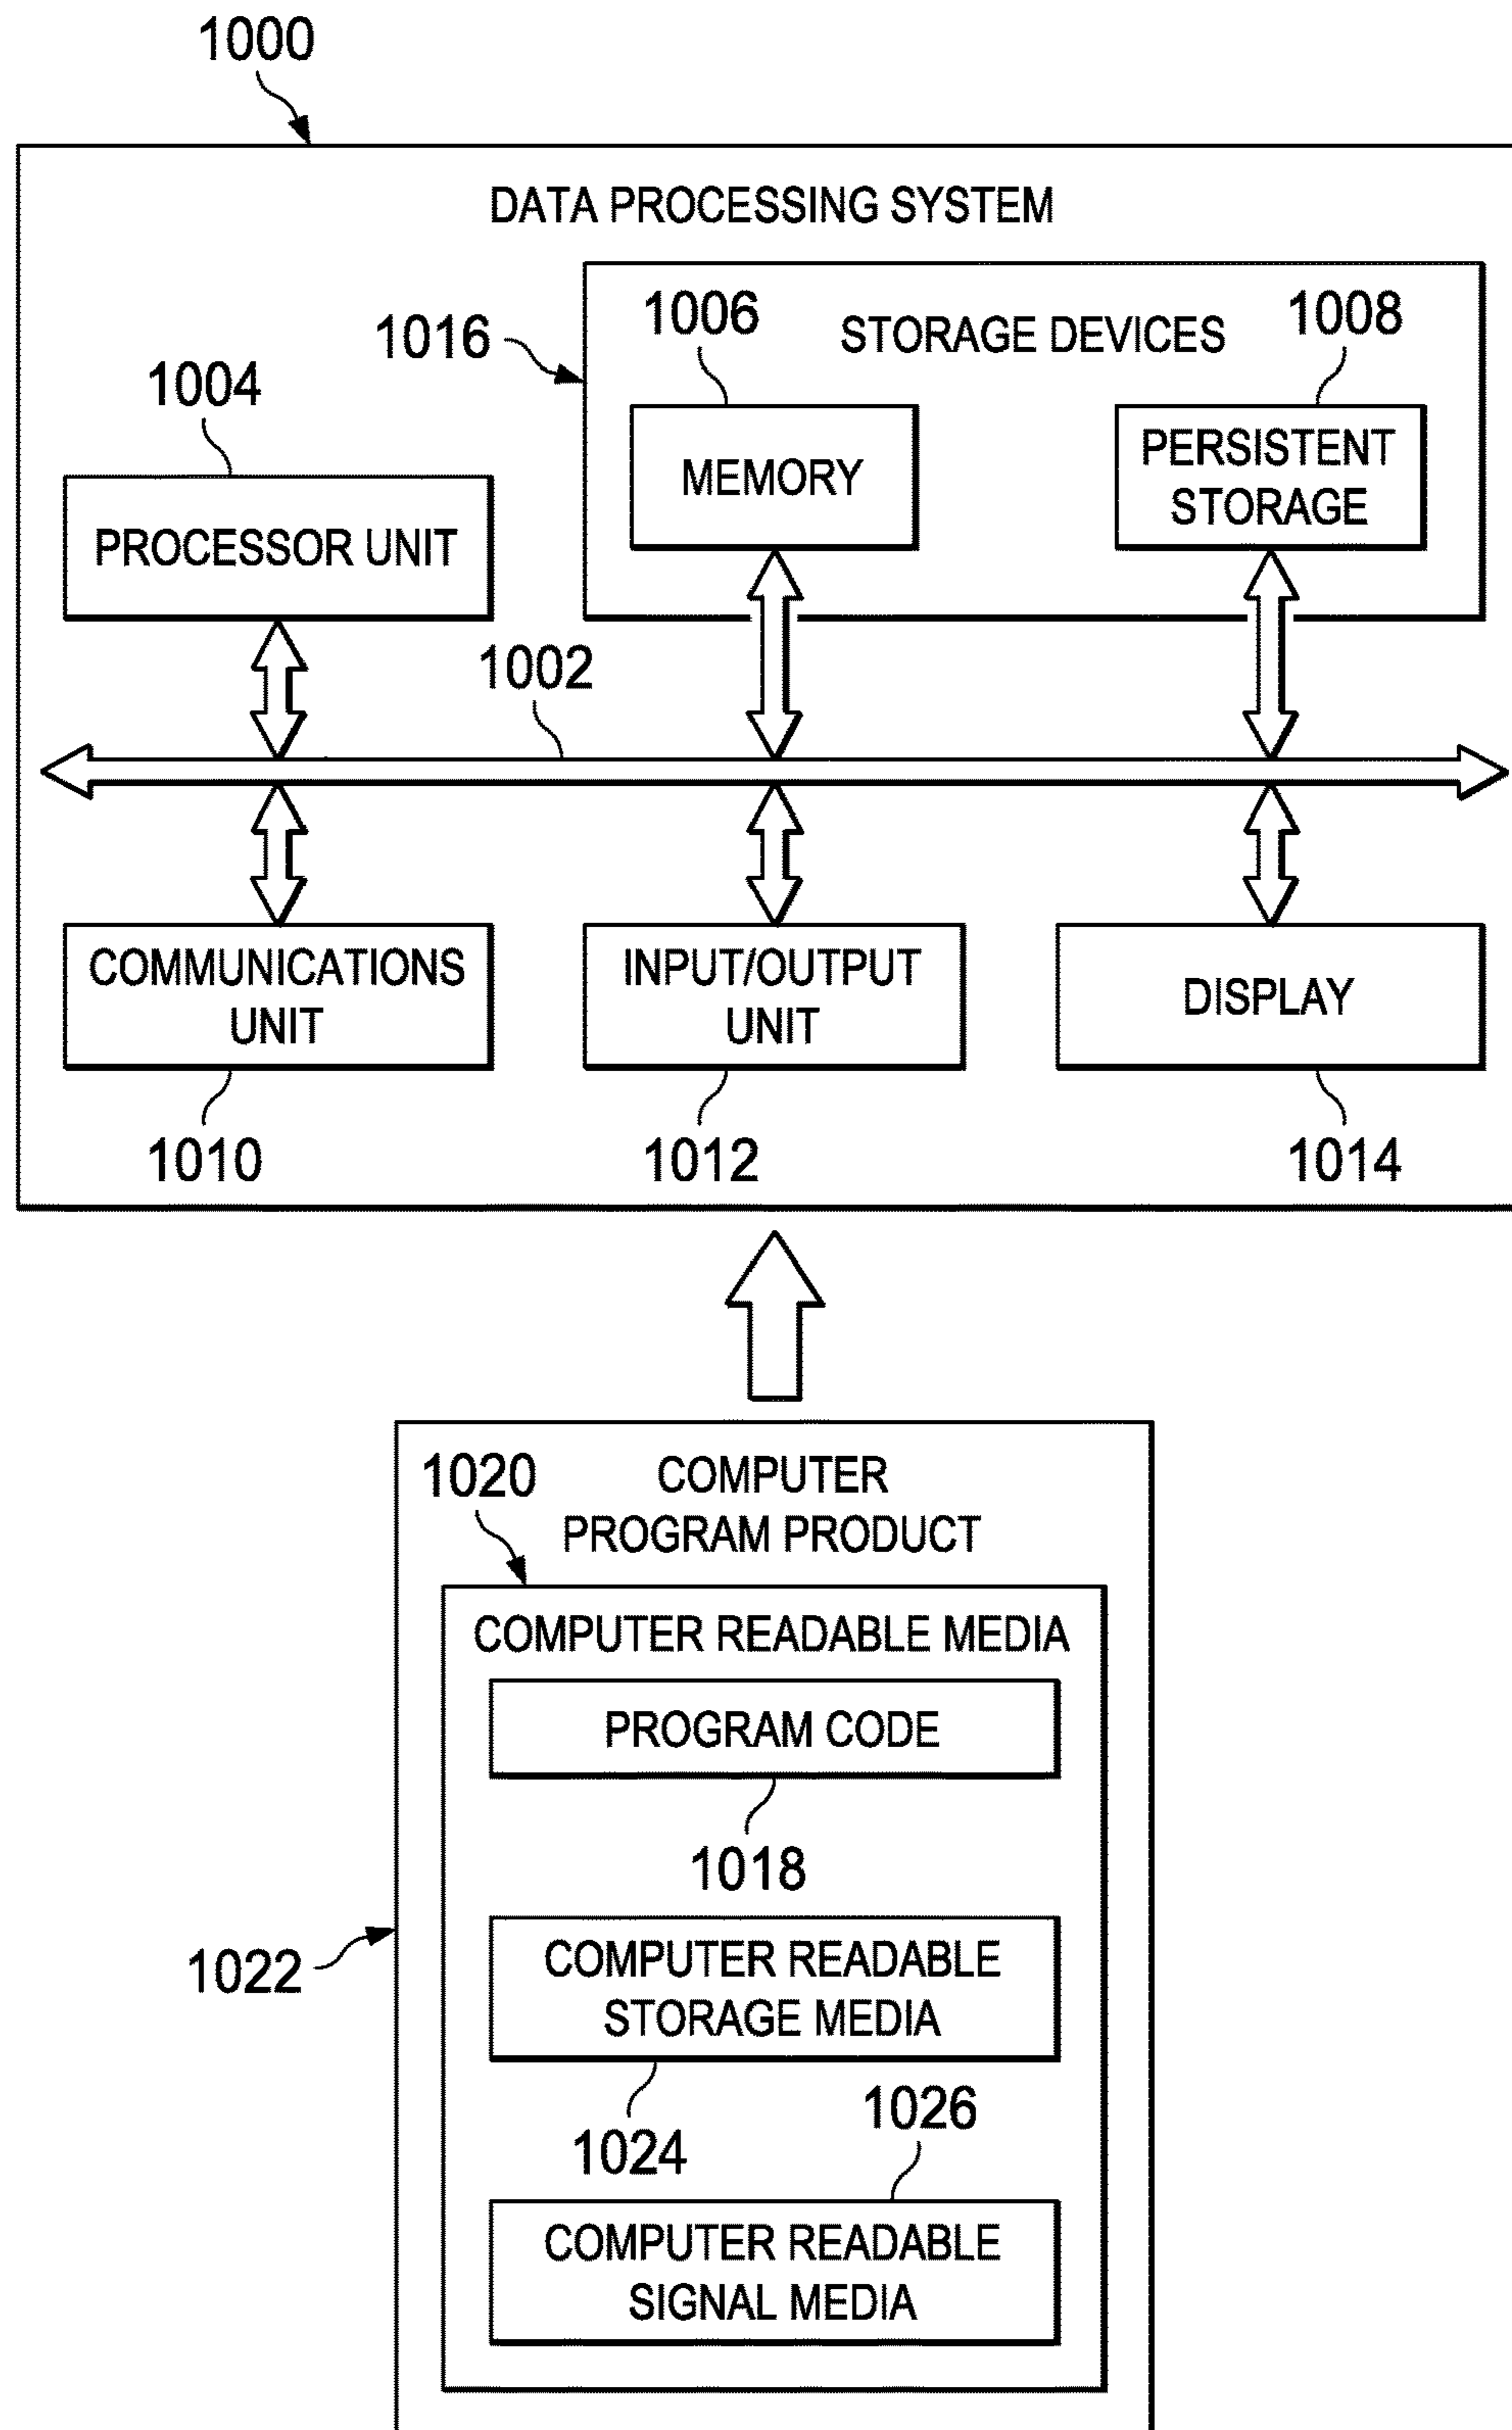 1000
DATA PROCESSING SYSTEM
1016
1006
STORAGE DEVICES
1008
1004
MEMORY
PERSISTENT
STORAGE
PROCESSOR UNIT
1002
COMMUNICATIONS
UNIT
INPUT/OUTPUT
UNIT
DISPLAY
1010
1012
1014
1020
COMPUTER
PROGRAM PRODUCT
COMPUTER READABLE MEDIA
PROGRAM CODE
1018
1022
COMPUTER READABLE
STORAGE MEDIA
1024
1026
COMPUTER READABLE
SIGNAL MEDIA